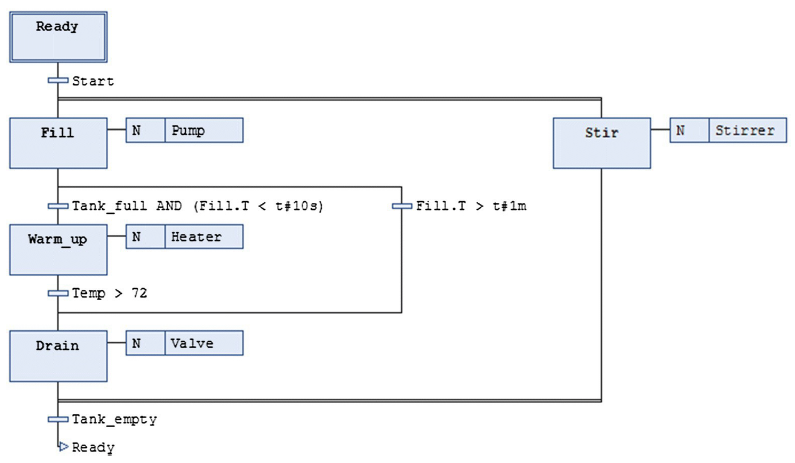 Ready
Start
Fill N Pump Stir N Stirrer
Tank_full AND (Fill.T < t#10s) Fill.T > t#1m
Warm_up N Heater
Temp > 72
Drain N Valve
Tank_empty
Ready